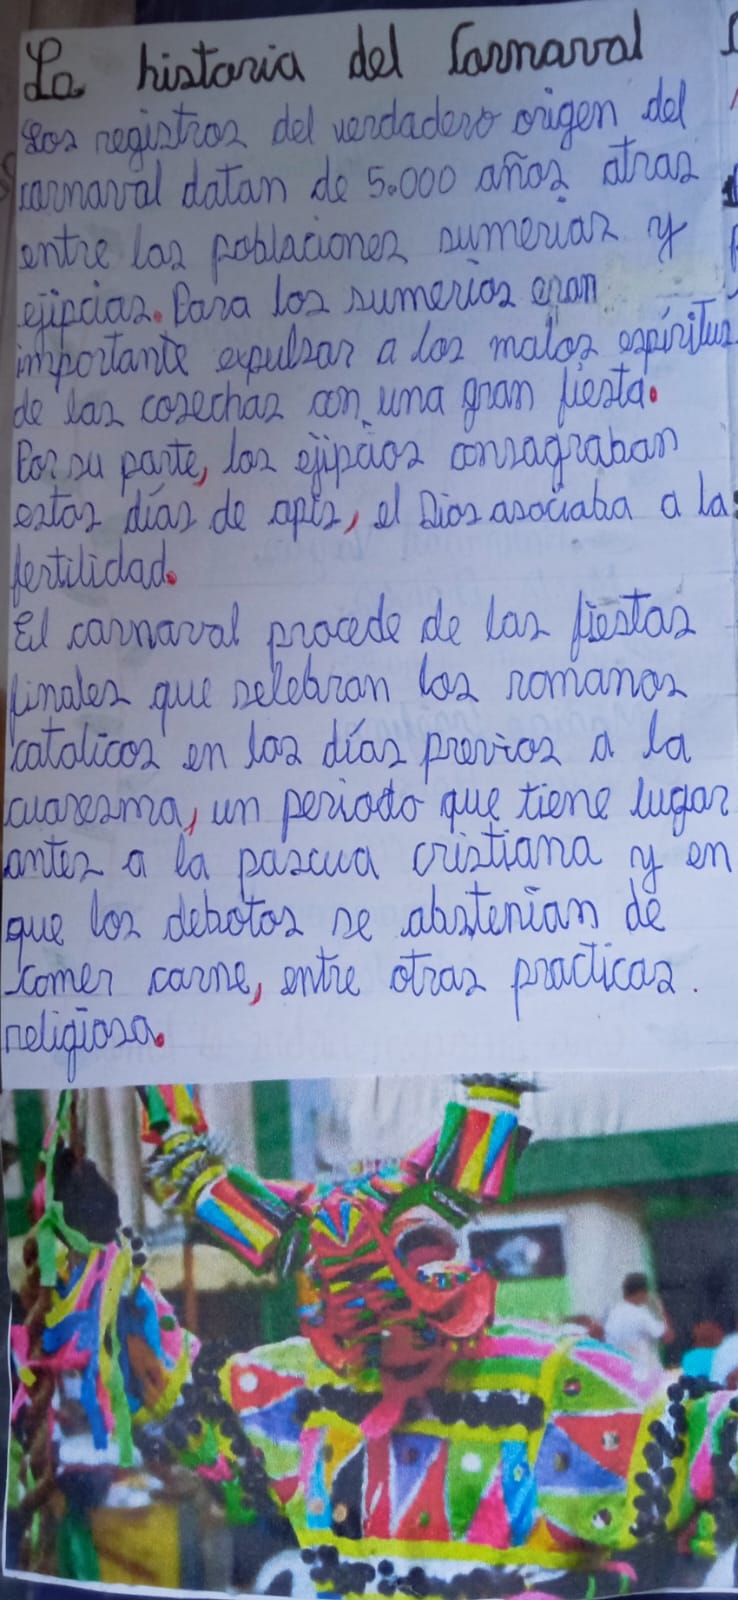 La historia del Carnaval
Los registros del verdadero origen del
carnaval datan de 5.000 años atras
entre las poblaciones sumerias y
ejipcias. Para los sumerios eran
importante expulsar a los malos espíritus
de las cosechas con una gran fiesta.
Por su parte, los ejipcios consagraban
estos días de apis, el Dios asociaba a la
fertilidad.
El carnaval procede de las fiestas
finales que selebran los romanos
catolicos en los días previos a la
cuaresma, un periodo que tiene lugar
antes a la pascua cristiana y en
que los debotos se abstenían de
comer carne, entre otras practicas.
religiosa.